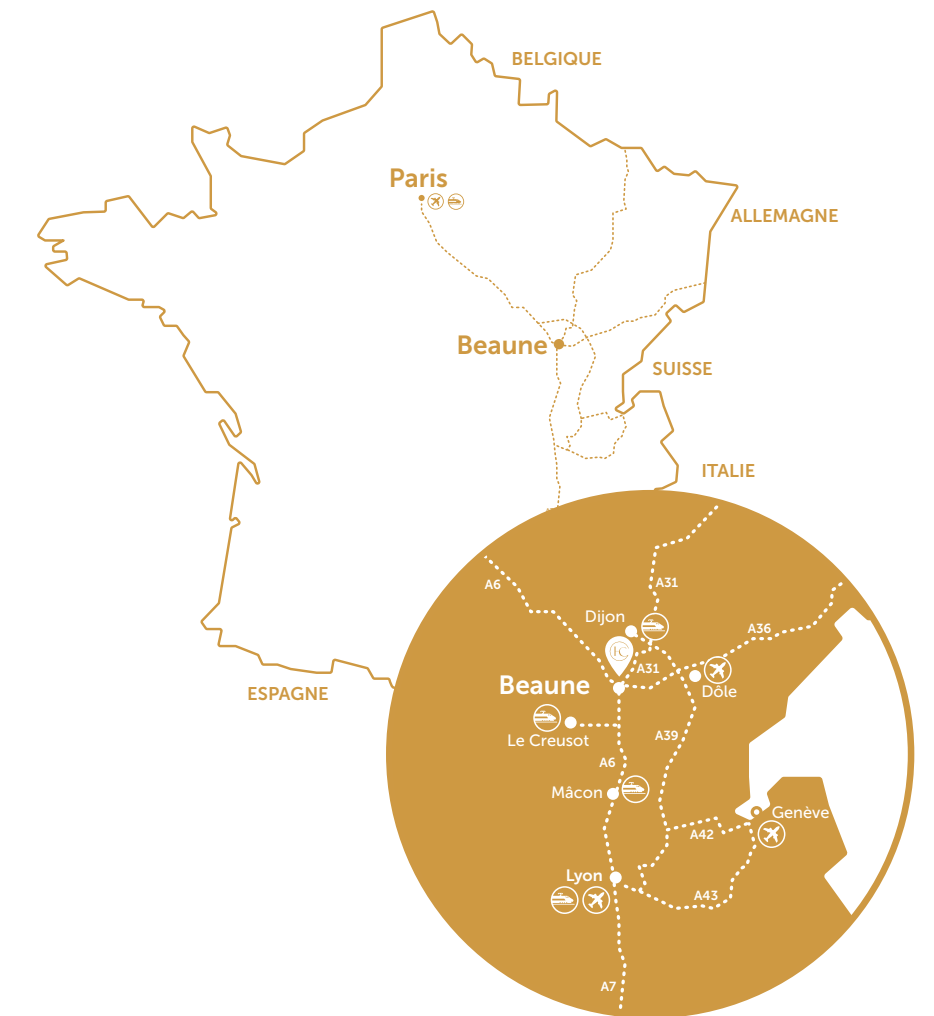 BELGIQUE
Paris
ALLEMAGNE
Beaune
SUISSE
ITALIE
A6
A31
Dijon
A36
HC
A31
Beaune
Dôle
Le Creusot
A39
A6
Mâcon
Genève
A42
Lyon
A43
ESPAGNE
A7